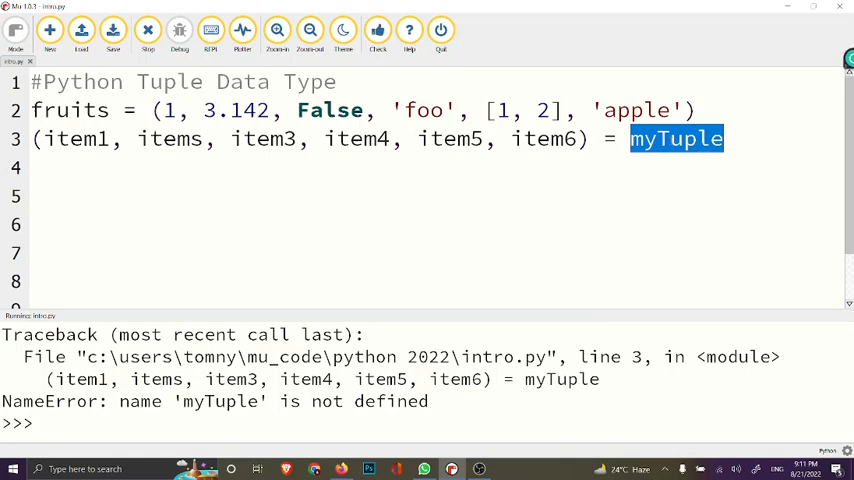 Mu 1.0.3 - intro.py
Mode New Load Save Stop Debug REPL Plotter Zoom-in Zoom-out Theme Check Help Quit
intro.py
1 #Python Tuple Data Type
2 fruits = (1, 3.142, False, 'foo', [1, 2], 'apple')
3 (item1, items, item3, item4, item5, item6) = myTuple
4
5
6
7
8
9
Running: intro.py
Traceback (most recent call last):
File "c:\users\tomny\mu_code\python 2022\intro.py", line 3, in <module>
(item1, items, item3, item4, item5, item6) = myTuple
NameError: name 'myTuple' is not defined
>>>
Python
Type here to search
Ps
24°C Haze
9:11 PM
8/21/2022